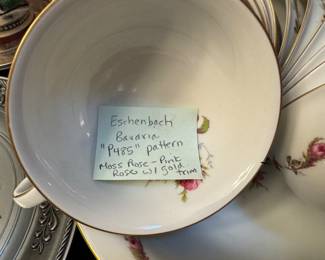 Eschenbach
Bavaria
"P485" pattern
Moss Rose - Pink
Rose w/ gold
trim